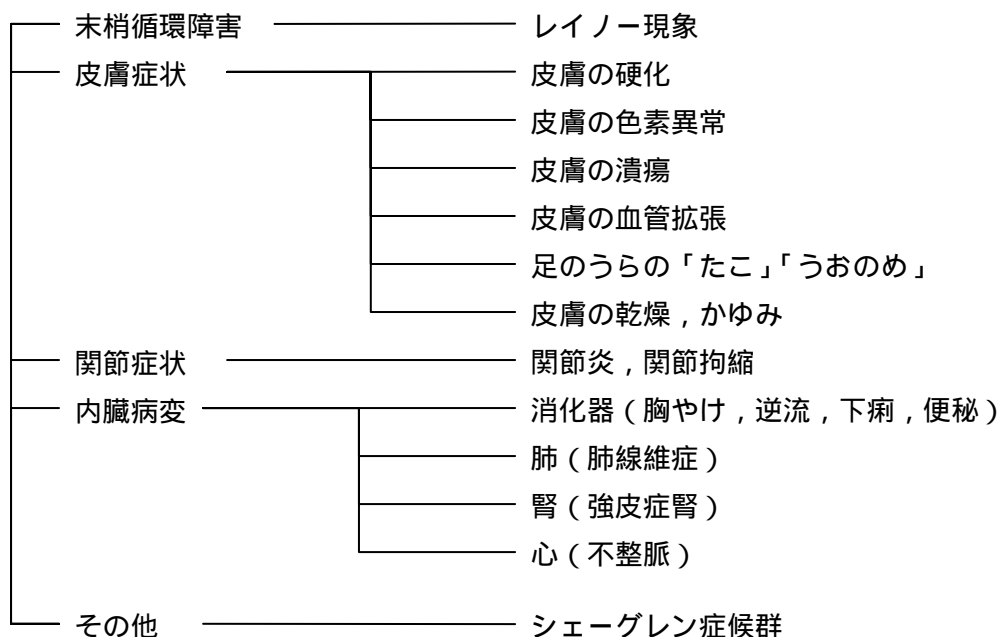 末梢循環障害 レイノー現象
皮膚症状 皮膚の硬化
皮膚の色素異常
皮膚の潰瘍
皮膚の血管拡張
足のうらの「たこ」「うおのめ」
皮膚の乾燥，かゆみ
関節症状 関節炎，関節拘縮
内臓病変 消化器（胸やけ，逆流，下痢，便秘）
肺（肺線維症）
腎（強皮症腎）
心（不整脈）
その他 シェーグレン症候群